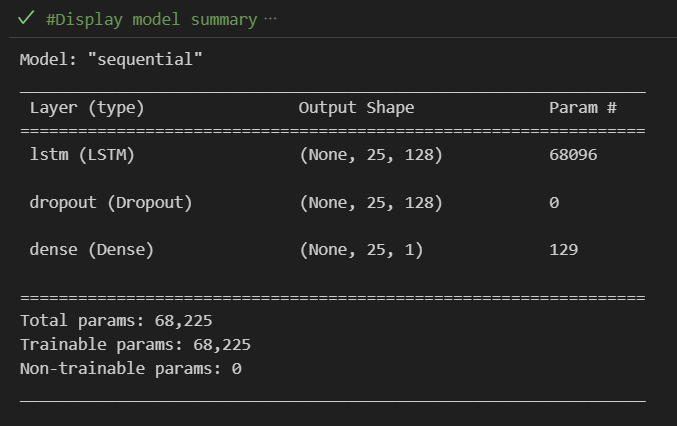 #Display model summary ...
Model: "sequential"
_________________________________________________________________
Layer (type) Output Shape Param #
=================================================================
lstm (LSTM) (None, 25, 128) 68096
dropout (Dropout) (None, 25, 128) 0
dense (Dense) (None, 25, 1) 129
=================================================================
Total params: 68,225
Trainable params: 68,225
Non-trainable params: 0
_________________________________________________________________